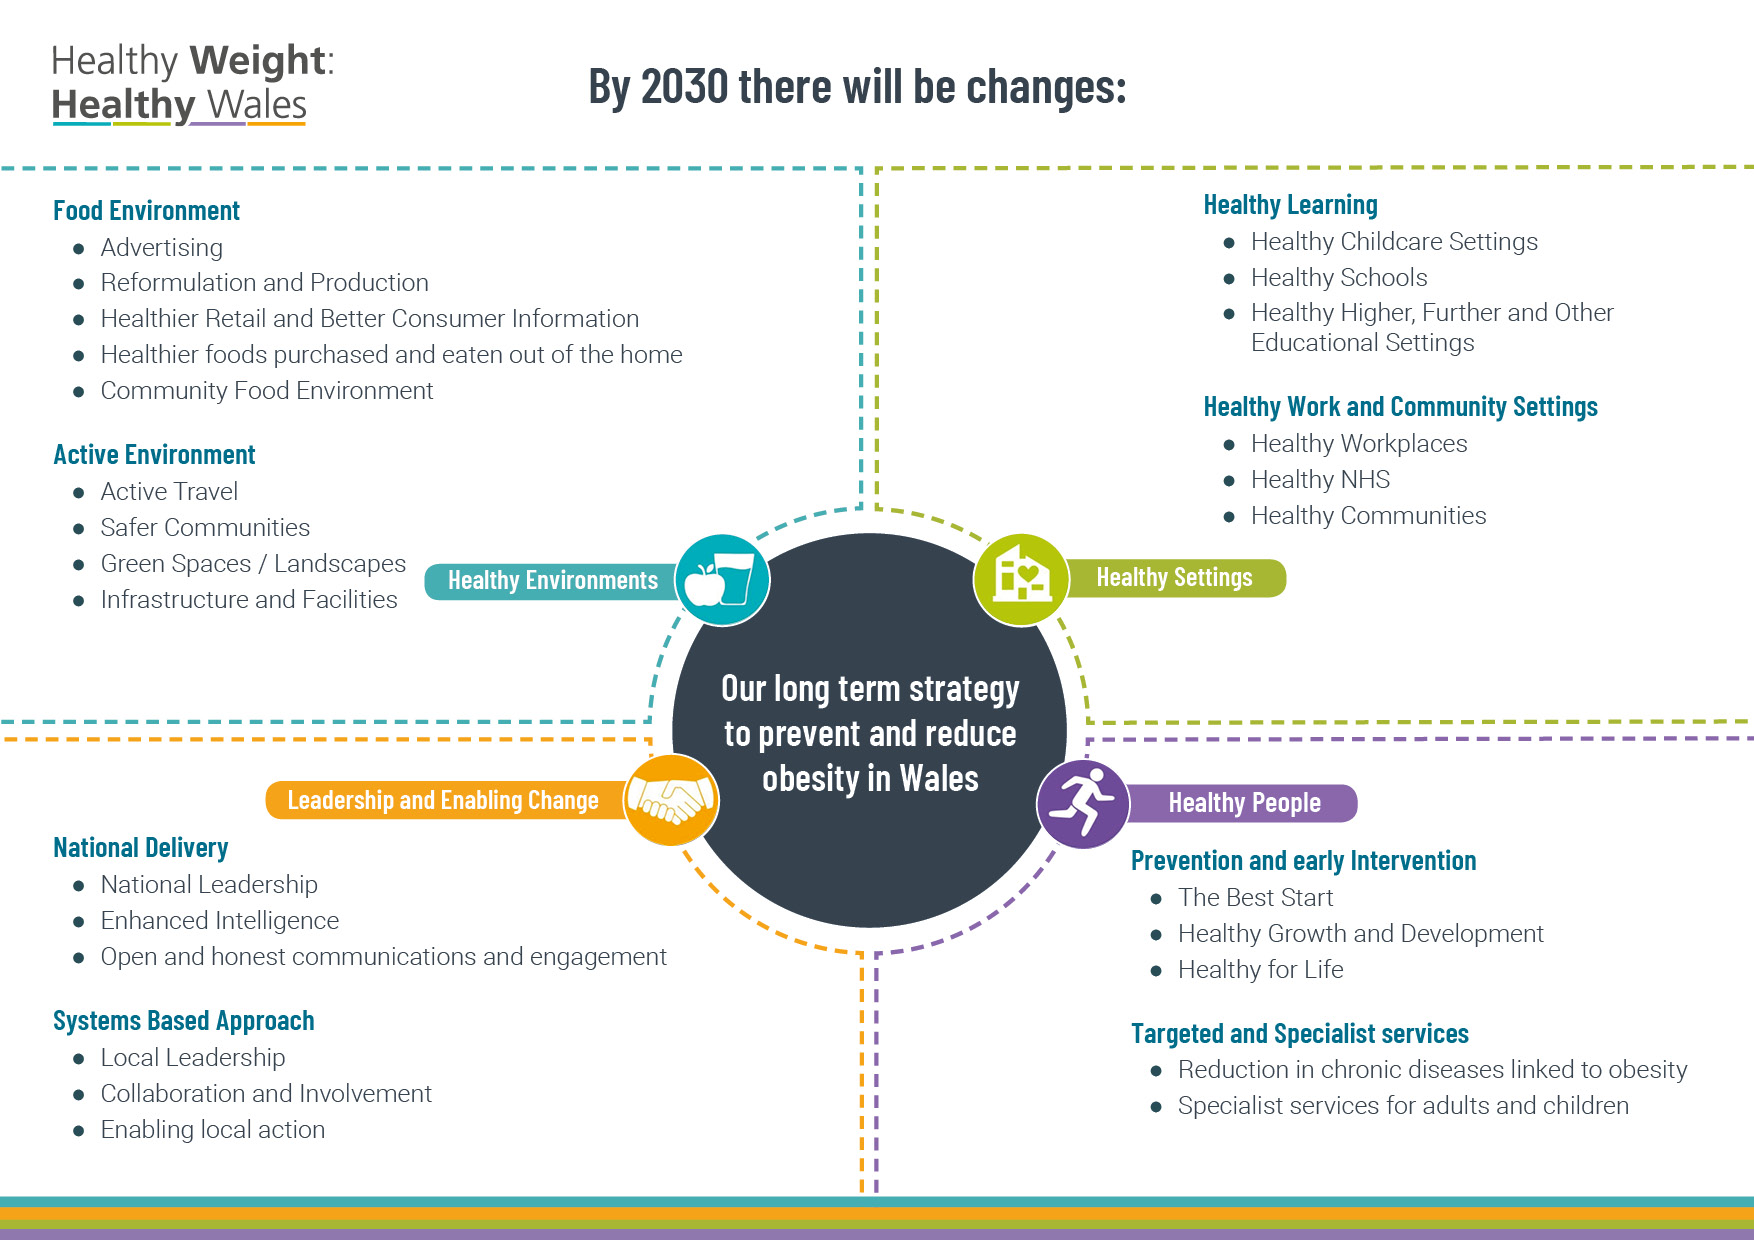 Healthy Weight:
Healthy Wales
By 2030 there will be changes:
Food Environment
● Advertising
● Reformulation and Production
● Healthier Retail and Better Consumer Information
● Healthier foods purchased and eaten out of the home
● Community Food Environment
Active Environment
● Active Travel
● Safer Communities
● Green Spaces / Landscapes
● Infrastructure and Facilities
Healthy Environments
Healthy Learning
● Healthy Childcare Settings
● Healthy Schools
● Healthy Higher, Further and Other
Educational Settings
Healthy Work and Community Settings
● Healthy Workplaces
● Healthy NHS
● Healthy Communities
Healthy Settings
Our long term strategy
to prevent and reduce
obesity in Wales
Leadership and Enabling Change
National Delivery
● National Leadership
● Enhanced Intelligence
● Open and honest communications and engagement
Systems Based Approach
● Local Leadership
● Collaboration and Involvement
● Enabling local action
Healthy People
Prevention and early Intervention
● The Best Start
● Healthy Growth and Development
● Healthy for Life
Targeted and Specialist services
● Reduction in chronic diseases linked to obesity
● Specialist services for adults and children